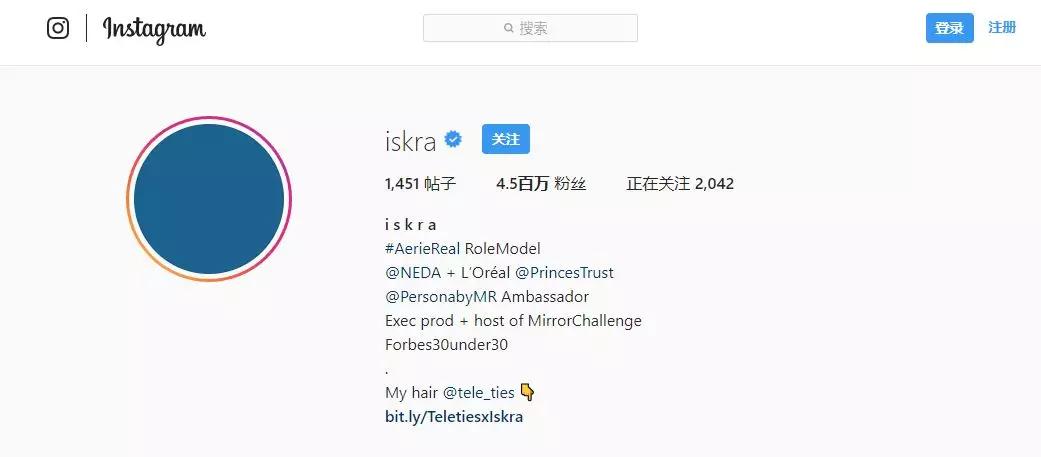 Instagram 搜索 登录 注册
iskra 关注
1,451 帖子 4.5百万 粉丝 正在关注 2,042
i s k r a
#AerieReal RoleModel
@NEDA + L’Oréal @PrincesTrust
@PersonabyMR Ambassador
Exec prod + host of MirrorChallenge
Forbes30under30
.
My hair @tele_ties 👇
bit.ly/TeletiesxIskra